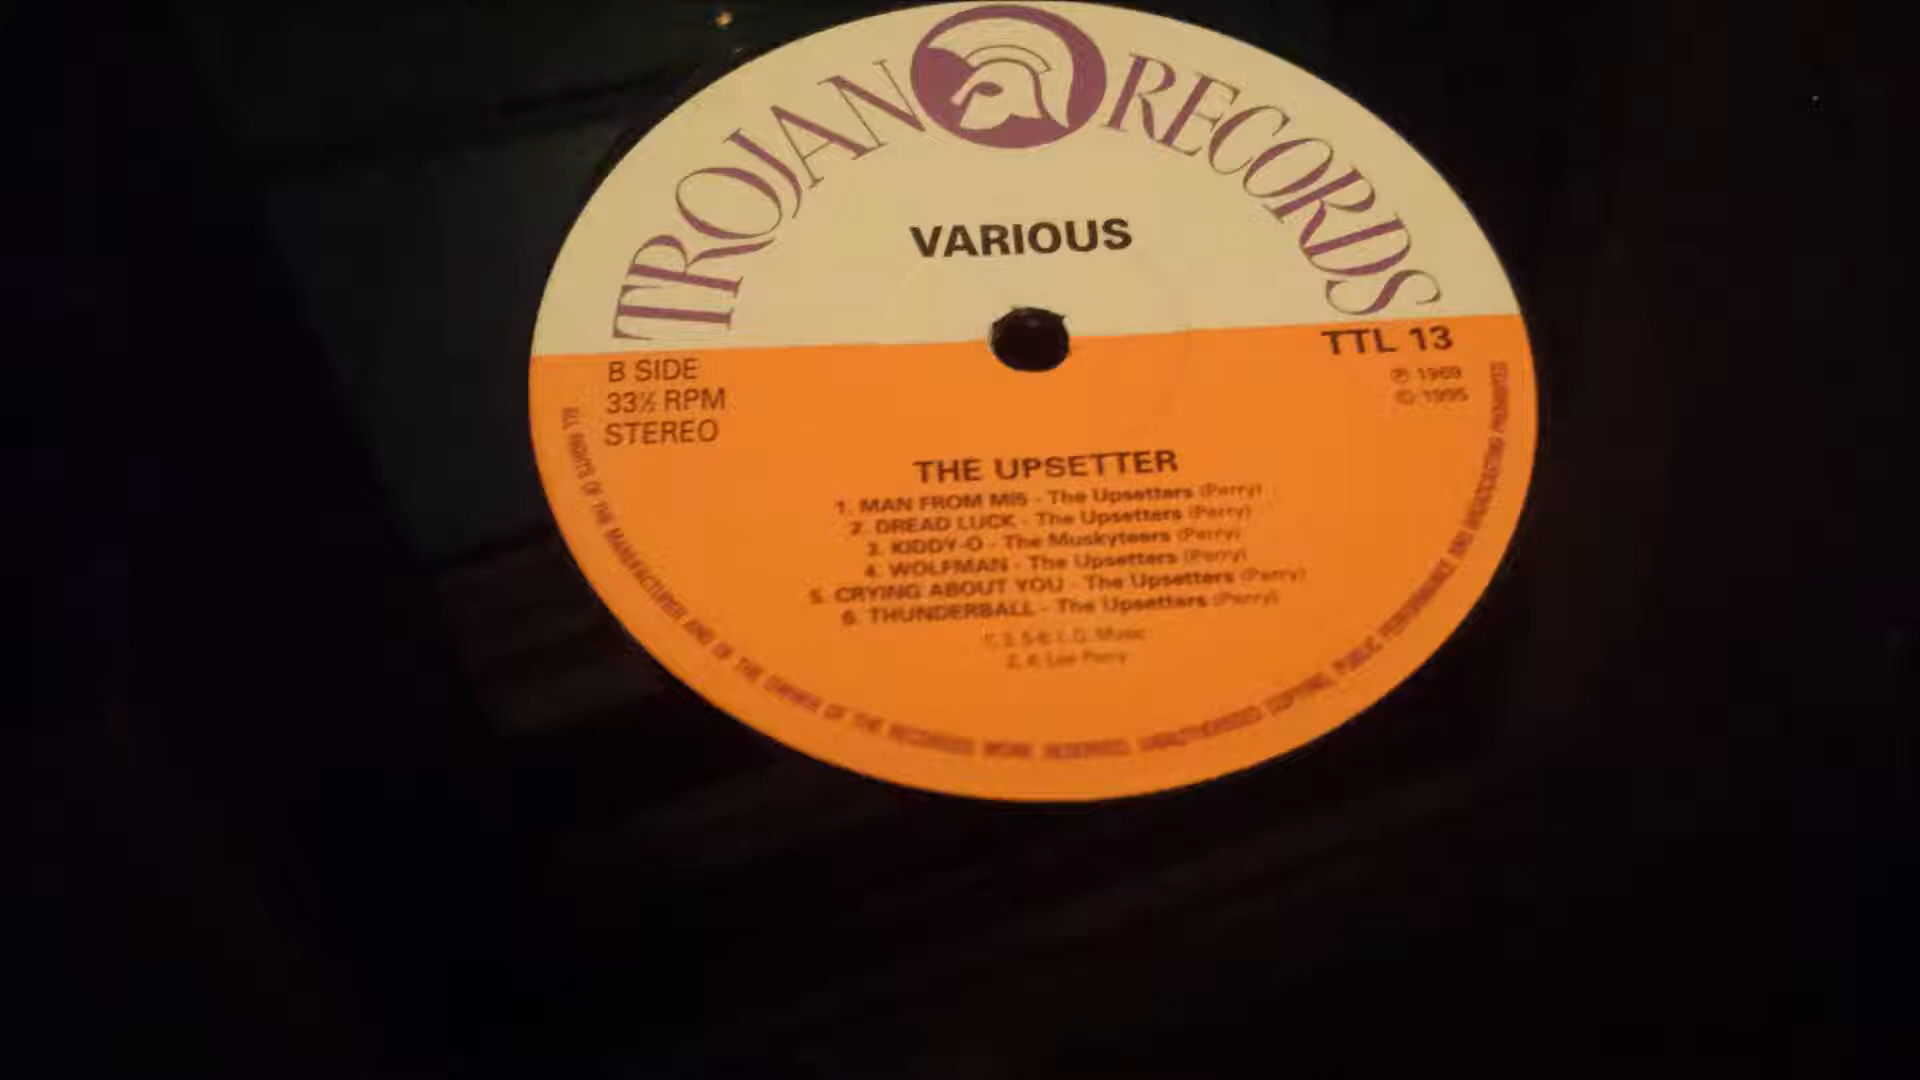 TROJAN RECORDS
VARIOUS
B SIDE
33⅓ RPM
STEREO
TTL 13
℗ 1969
© 1995
THE UPSETTER
1. MAN FROM MI5 - The Upsetters (Perry)
2. DREAD LUCK - The Upsetters (Perry)
3. KIDDY-O - The Muskyteers (Perry)
4. WOLFMAN - The Upsetters (Perry)
5. CRYING ABOUT YOU - The Upsetters (Perry)
6. THUNDERBALL - The Upsetters (Perry)
Music
2, 4 Lee Perry
ALL RIGHTS OF THE MANUFACTURER AND OF THE OWNER OF THE RECORDED WORK RESERVED. UNAUTHORISED COPYING, PUBLIC PERFORMANCE AND BROADCASTING PROHIBITED